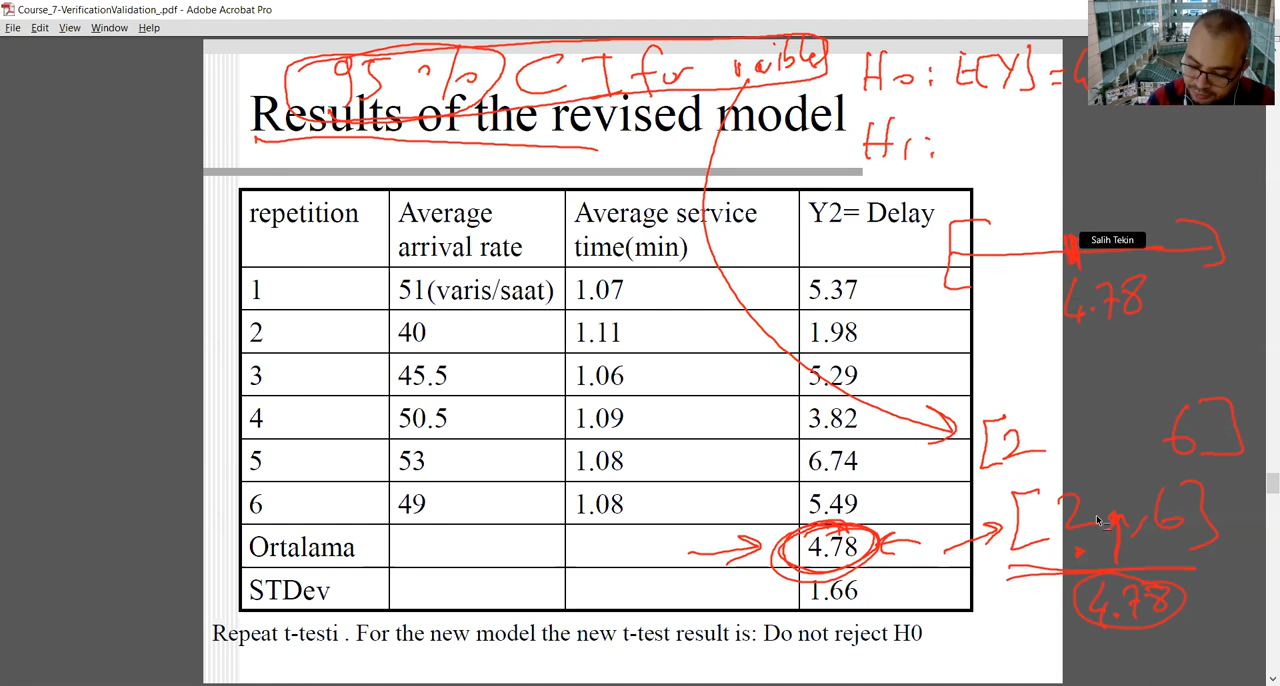 Course_7-VerificationValidation_.pdf - Adobe Acrobat Pro
File Edit View Window Help
95 % CI for
H0: E[Y] =
H1:
Results of the revised model
repetition Average arrival rate Average service time(min) Y2= Delay
1 51(varis/saat) 1.07 5.37
2 40 1.11 1.98
3 45.5 1.06 5.29
4 50.5 1.09 3.82
5 53 1.08 6.74
6 49 1.08 5.49
Ortalama 4.78
STDev 1.66
Repeat t-testi . For the new model the new t-test result is: Do not reject H0
Salih Tekin
4.78
[2 6]
[2. , 6]
4.78